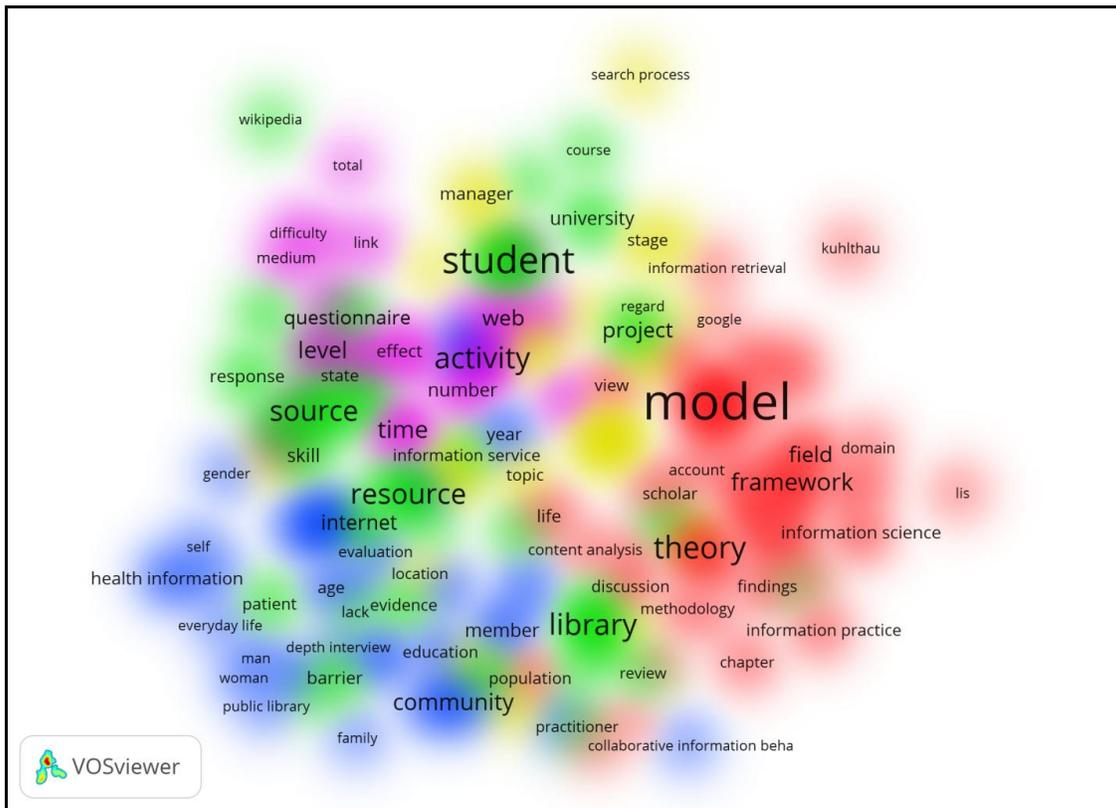 search process
wikipedia
course
total
manager
university
difficulty
link
stage
kuhlthau
medium
student
information retrieval
regard
questionnaire
web
project
google
level
effect
activity
response
state
number
view
model
source
time
year
field
domain
skill
information service
gender
topic
account
framework
resource
scholar
lis
internet
life
information science
self
evaluation
content analysis
theory
health information
location
age
discussion
findings
patient
lack
evidence
methodology
everyday life
member
library
information practice
depth interview
education
man
chapter
woman
barrier
population
review
public library
community
practitioner
family
collaborative information beha
VOSviewer